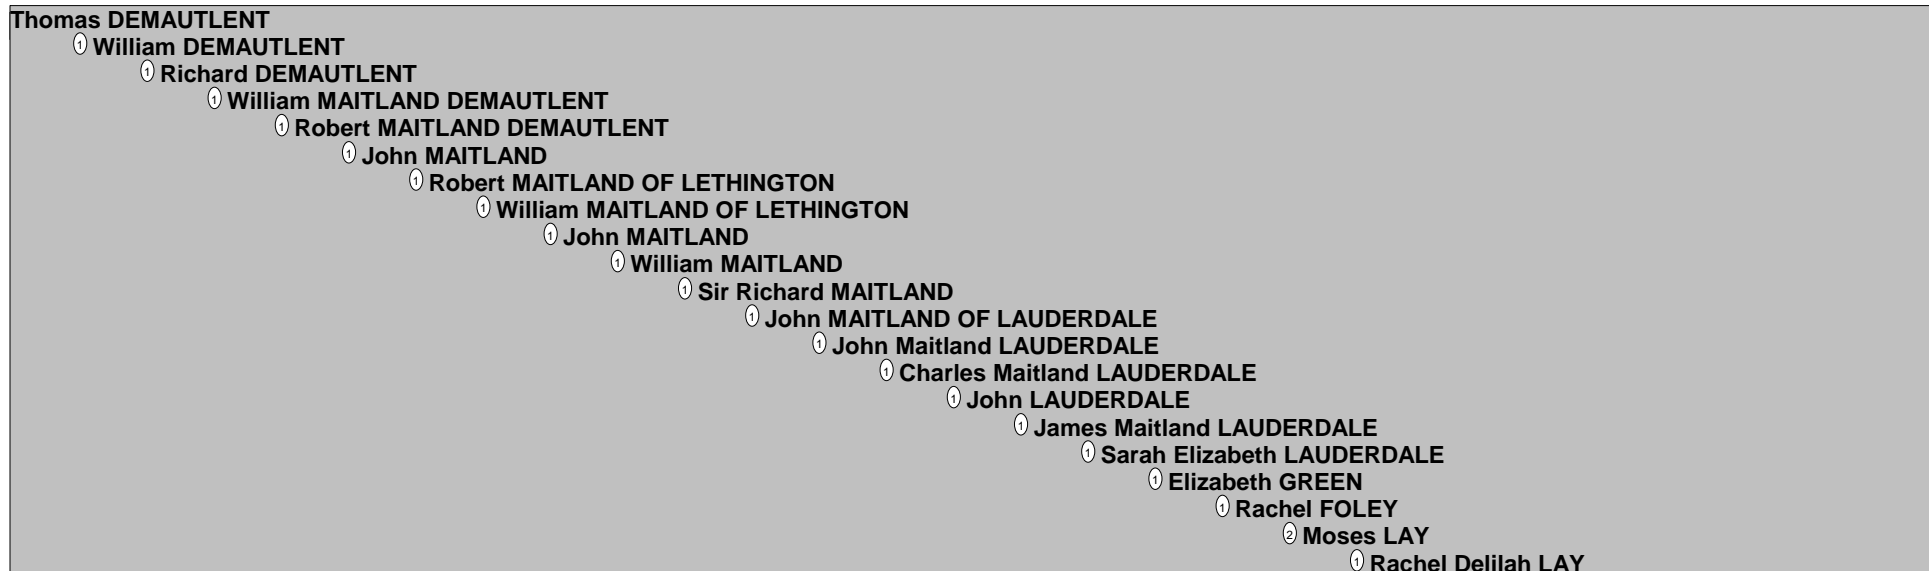 Thomas DEMAUTLENT
1 William DEMAUTLENT
1 Richard DEMAUTLENT
1 William MAITLAND DEMAUTLENT
1 Robert MAITLAND DEMAUTLENT
1 John MAITLAND
1 Robert MAITLAND OF LETHINGTON
1 William MAITLAND OF LETHINGTON
1 John MAITLAND
1 William MAITLAND
1 Sir Richard MAITLAND
1 John MAITLAND OF LAUDERDALE
1 John Maitland LAUDERDALE
1 Charles Maitland LAUDERDALE
1 John LAUDERDALE
1 James Maitland LAUDERDALE
1 Sarah Elizabeth LAUDERDALE
1 Elizabeth GREEN
1 Rachel FOLEY
2 Moses LAY
1 Rachel Delilah LAY